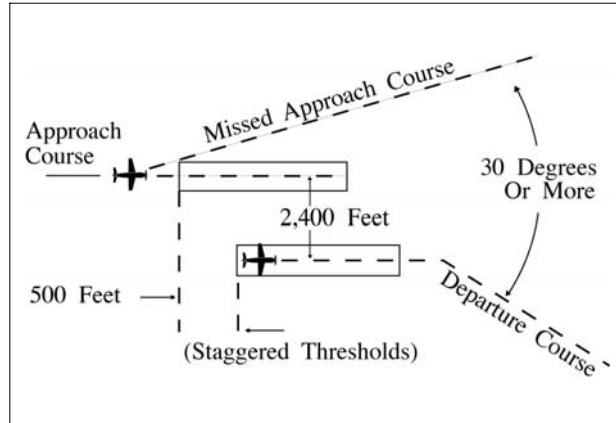 Missed Approach Course
Approach
Course
30 Degrees
Or More
2,400 Feet
500 Feet
Departure Course
(Staggered Thresholds)